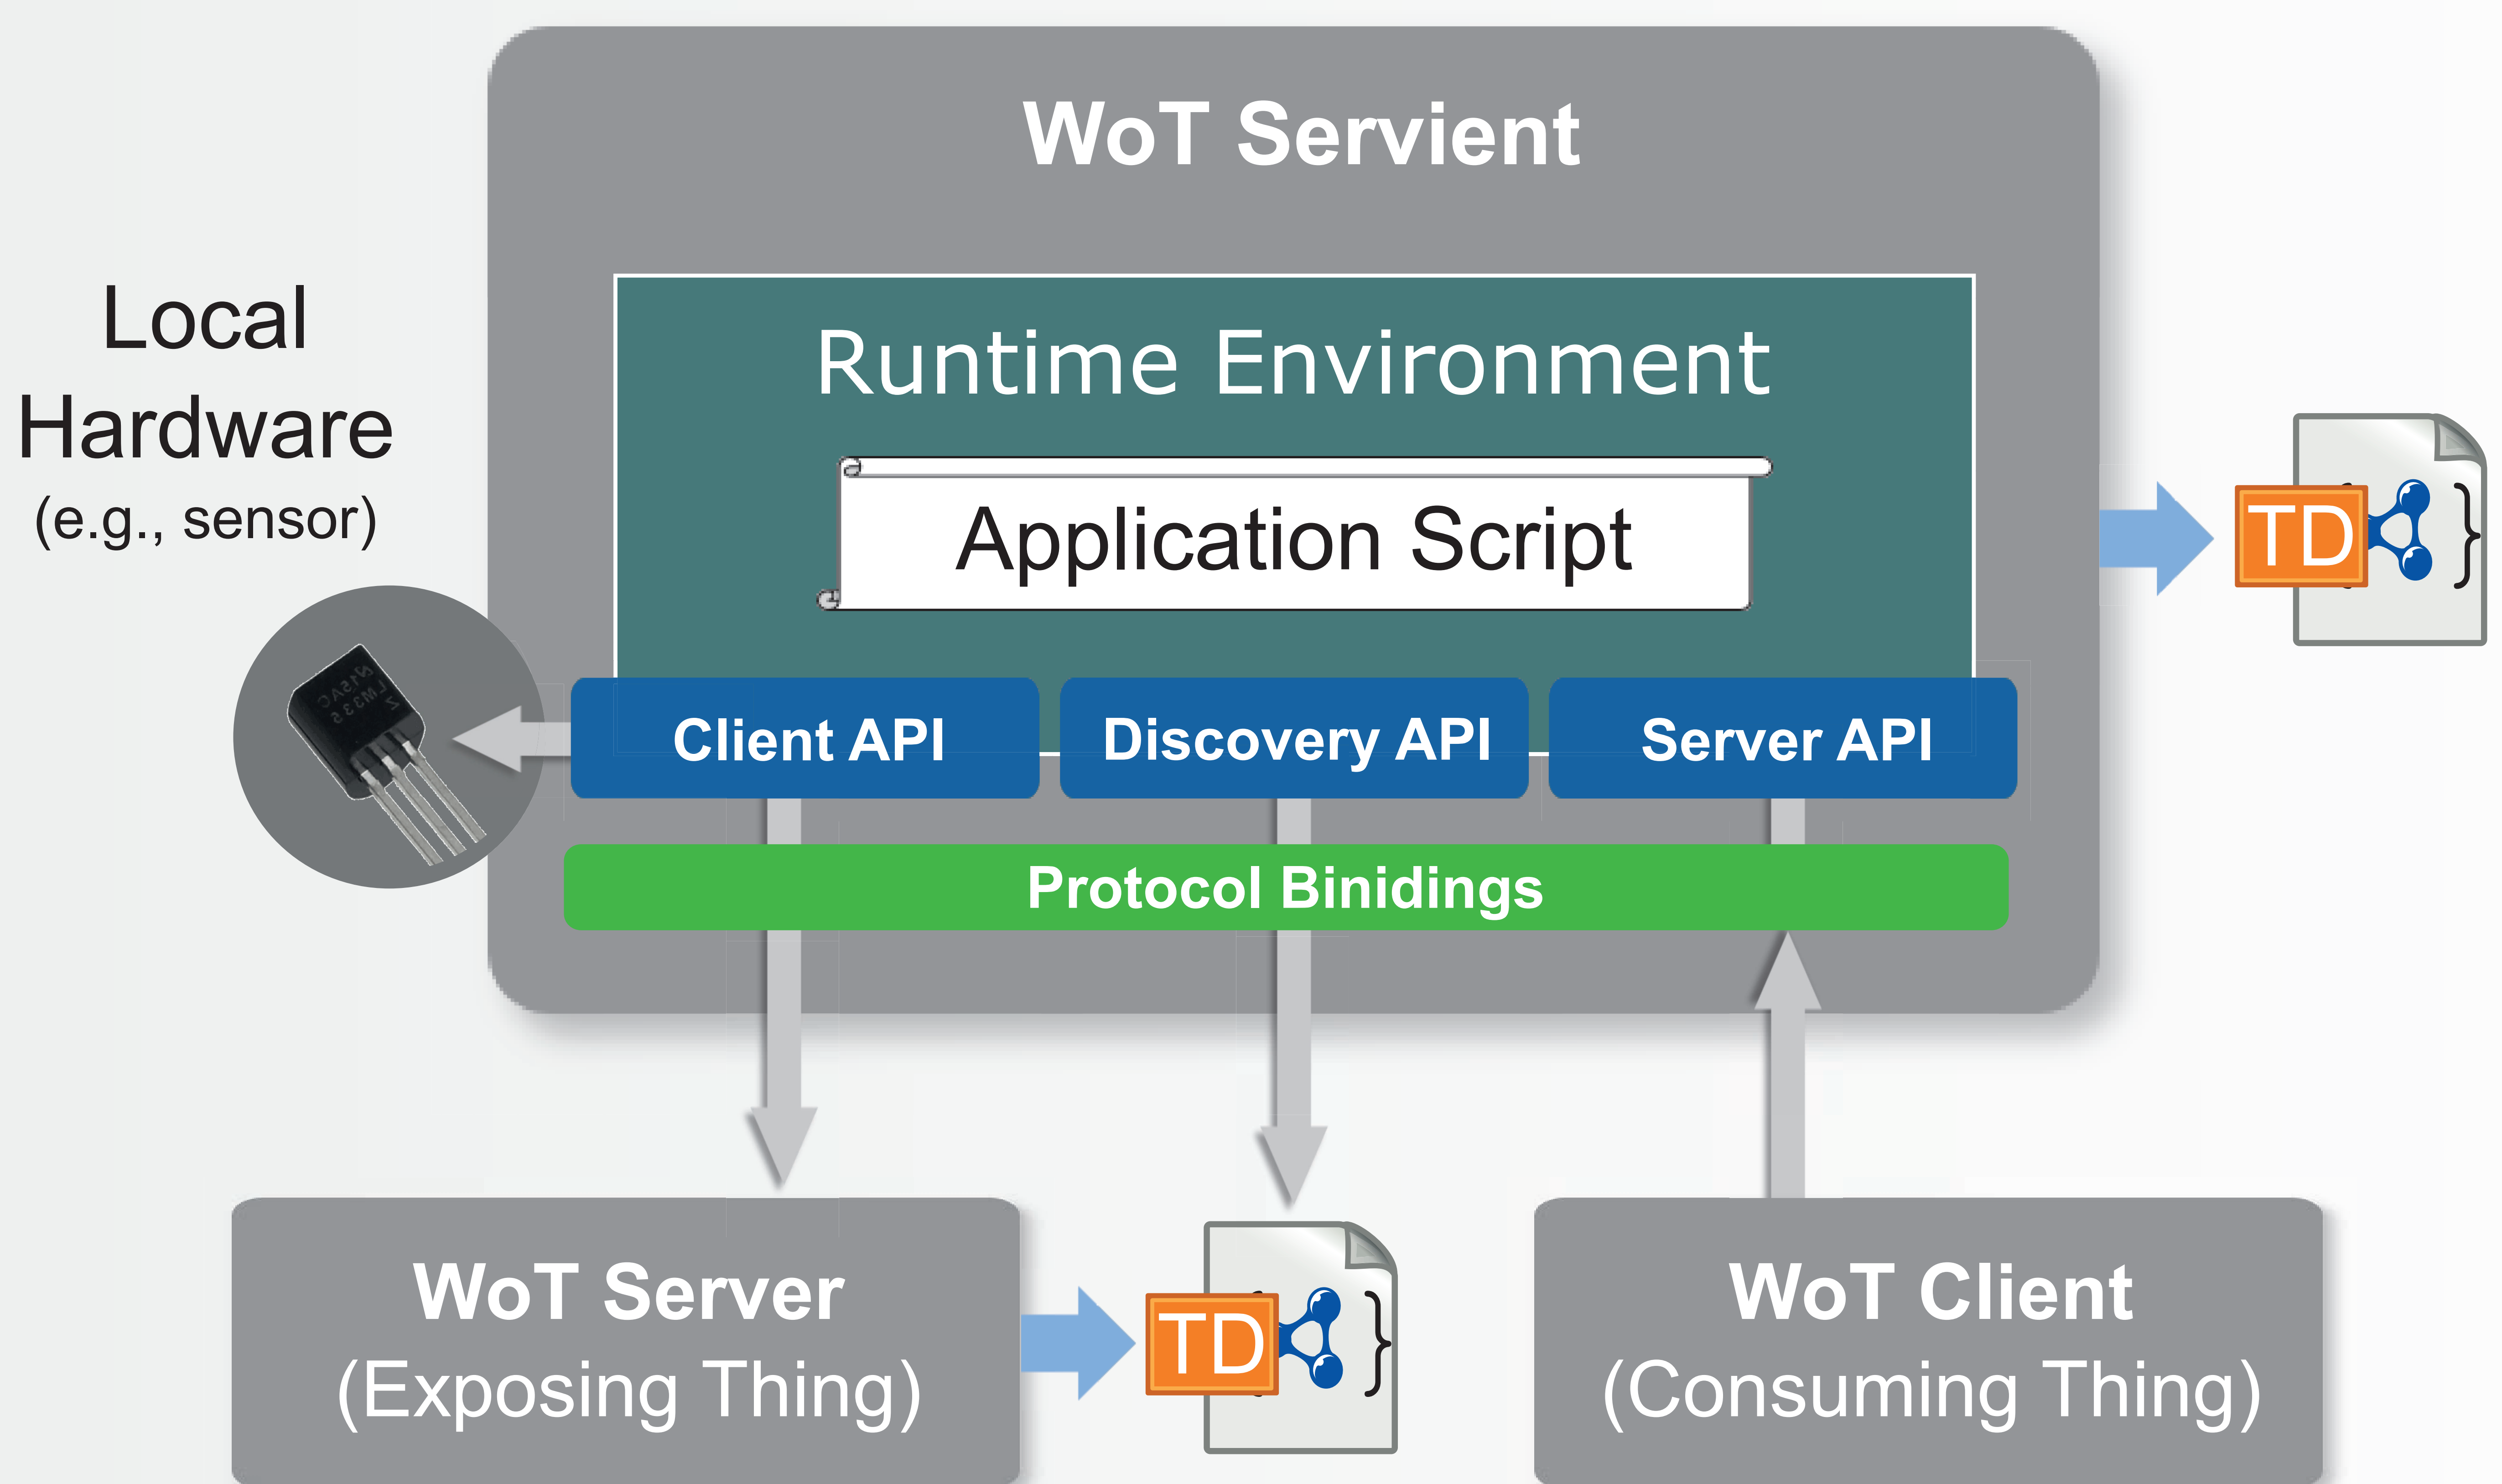 WoT Servient
Local
Hardware
(e.g., sensor)
Runtime Environment
Application Script
TD
}
Client API
Discovery API
Server API
Protocol Binidings
WoT Server
(Exposing Thing)
TD
}
WoT Client
(Consuming Thing)